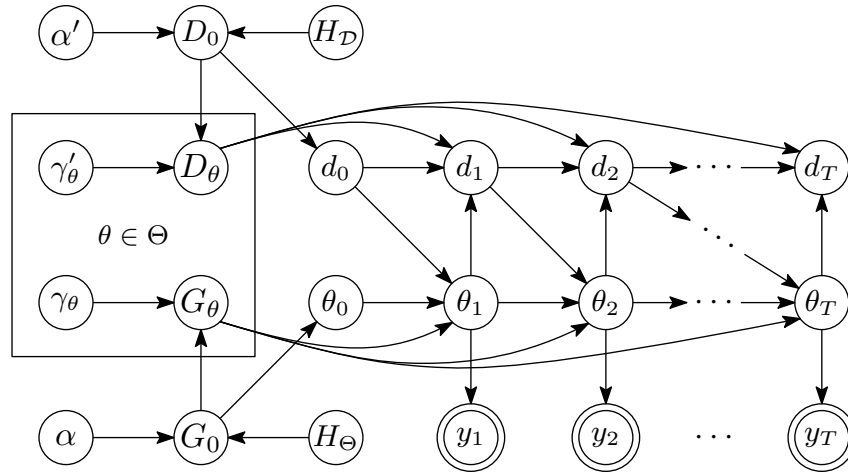 α′ D₀ H_𝒟
γ′_θ D_θ d₀ d₁ d₂ ⋯ d_T
θ ∈ Θ ⋱
γ_θ G_θ θ₀ θ₁ θ₂ ⋯ θ_T
α G₀ H_Θ y₁ y₂ ⋯ y_T